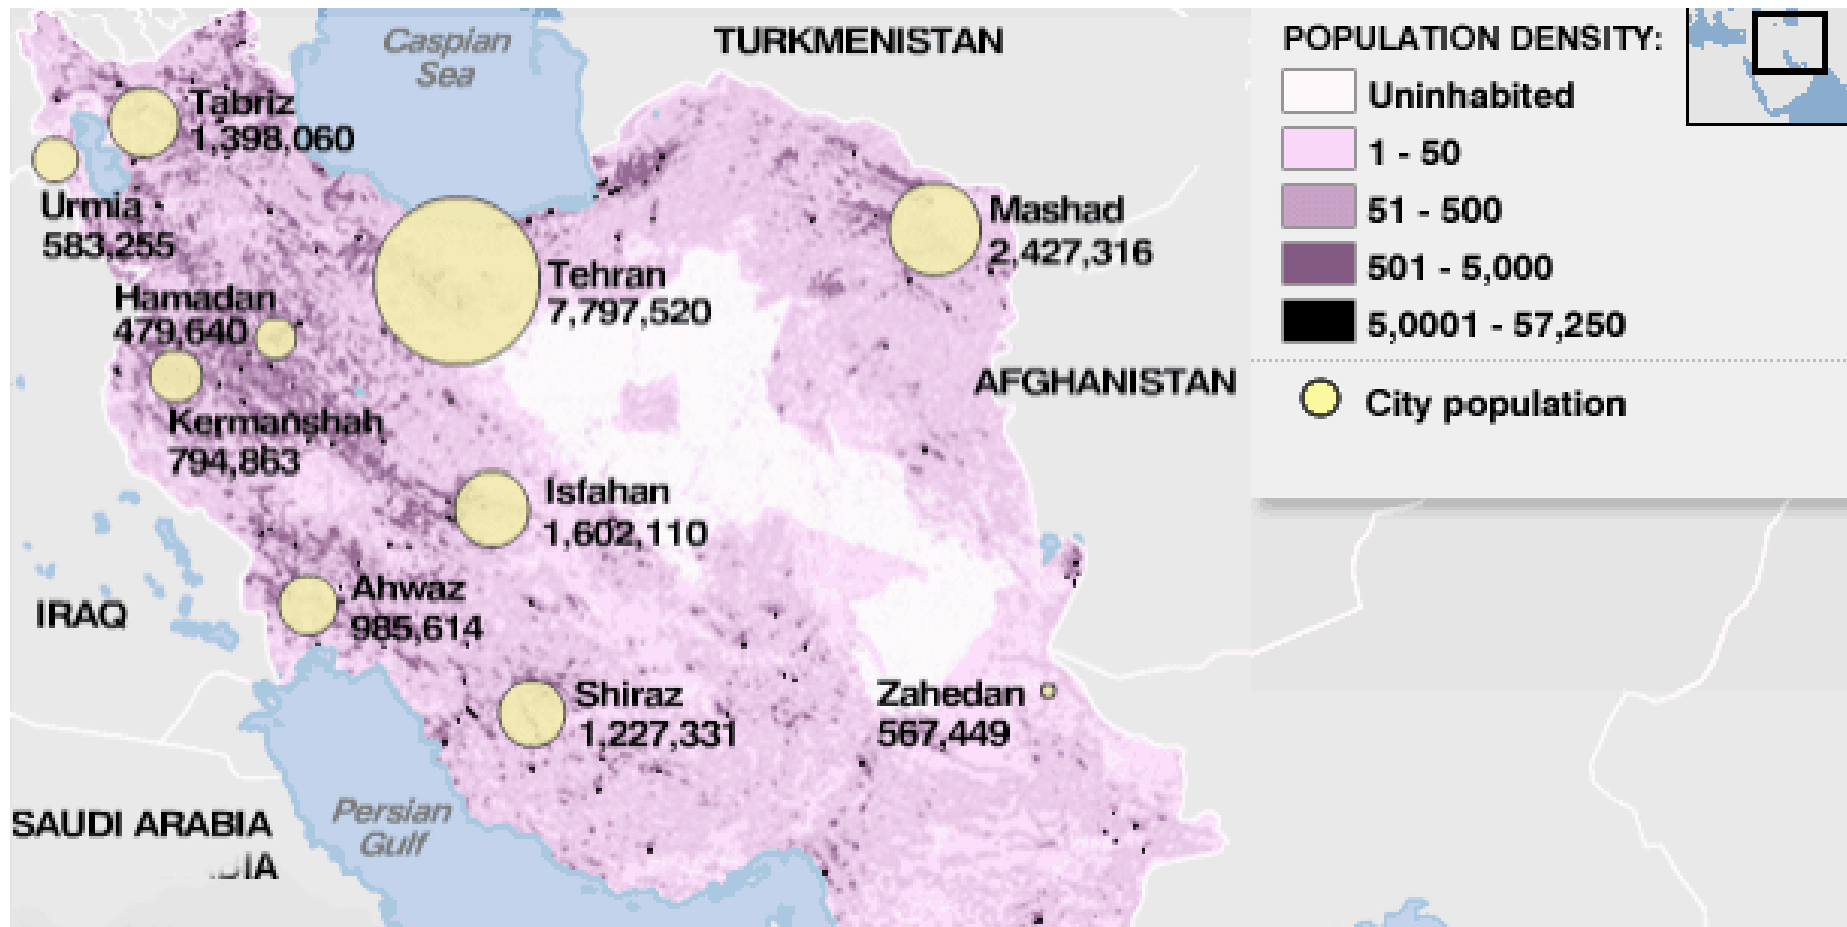 Caspian
Sea
TURKMENISTAN
Tabriz
1,398,060
Urmia
583,255
Hamadan
479,640
Kermanshah
794,863
Tehran
7,797,520
Mashad
2,427,316
AFGHANISTAN
Isfahan
1,602,110
Ahwaz
985,614
IRAQ
Shiraz
1,227,331
Zahedan
567,449
SAUDI ARABIA
IA
Persian
Gulf
POPULATION DENSITY:
Uninhabited
1 - 50
51 - 500
501 - 5,000
5,0001 - 57,250
City population